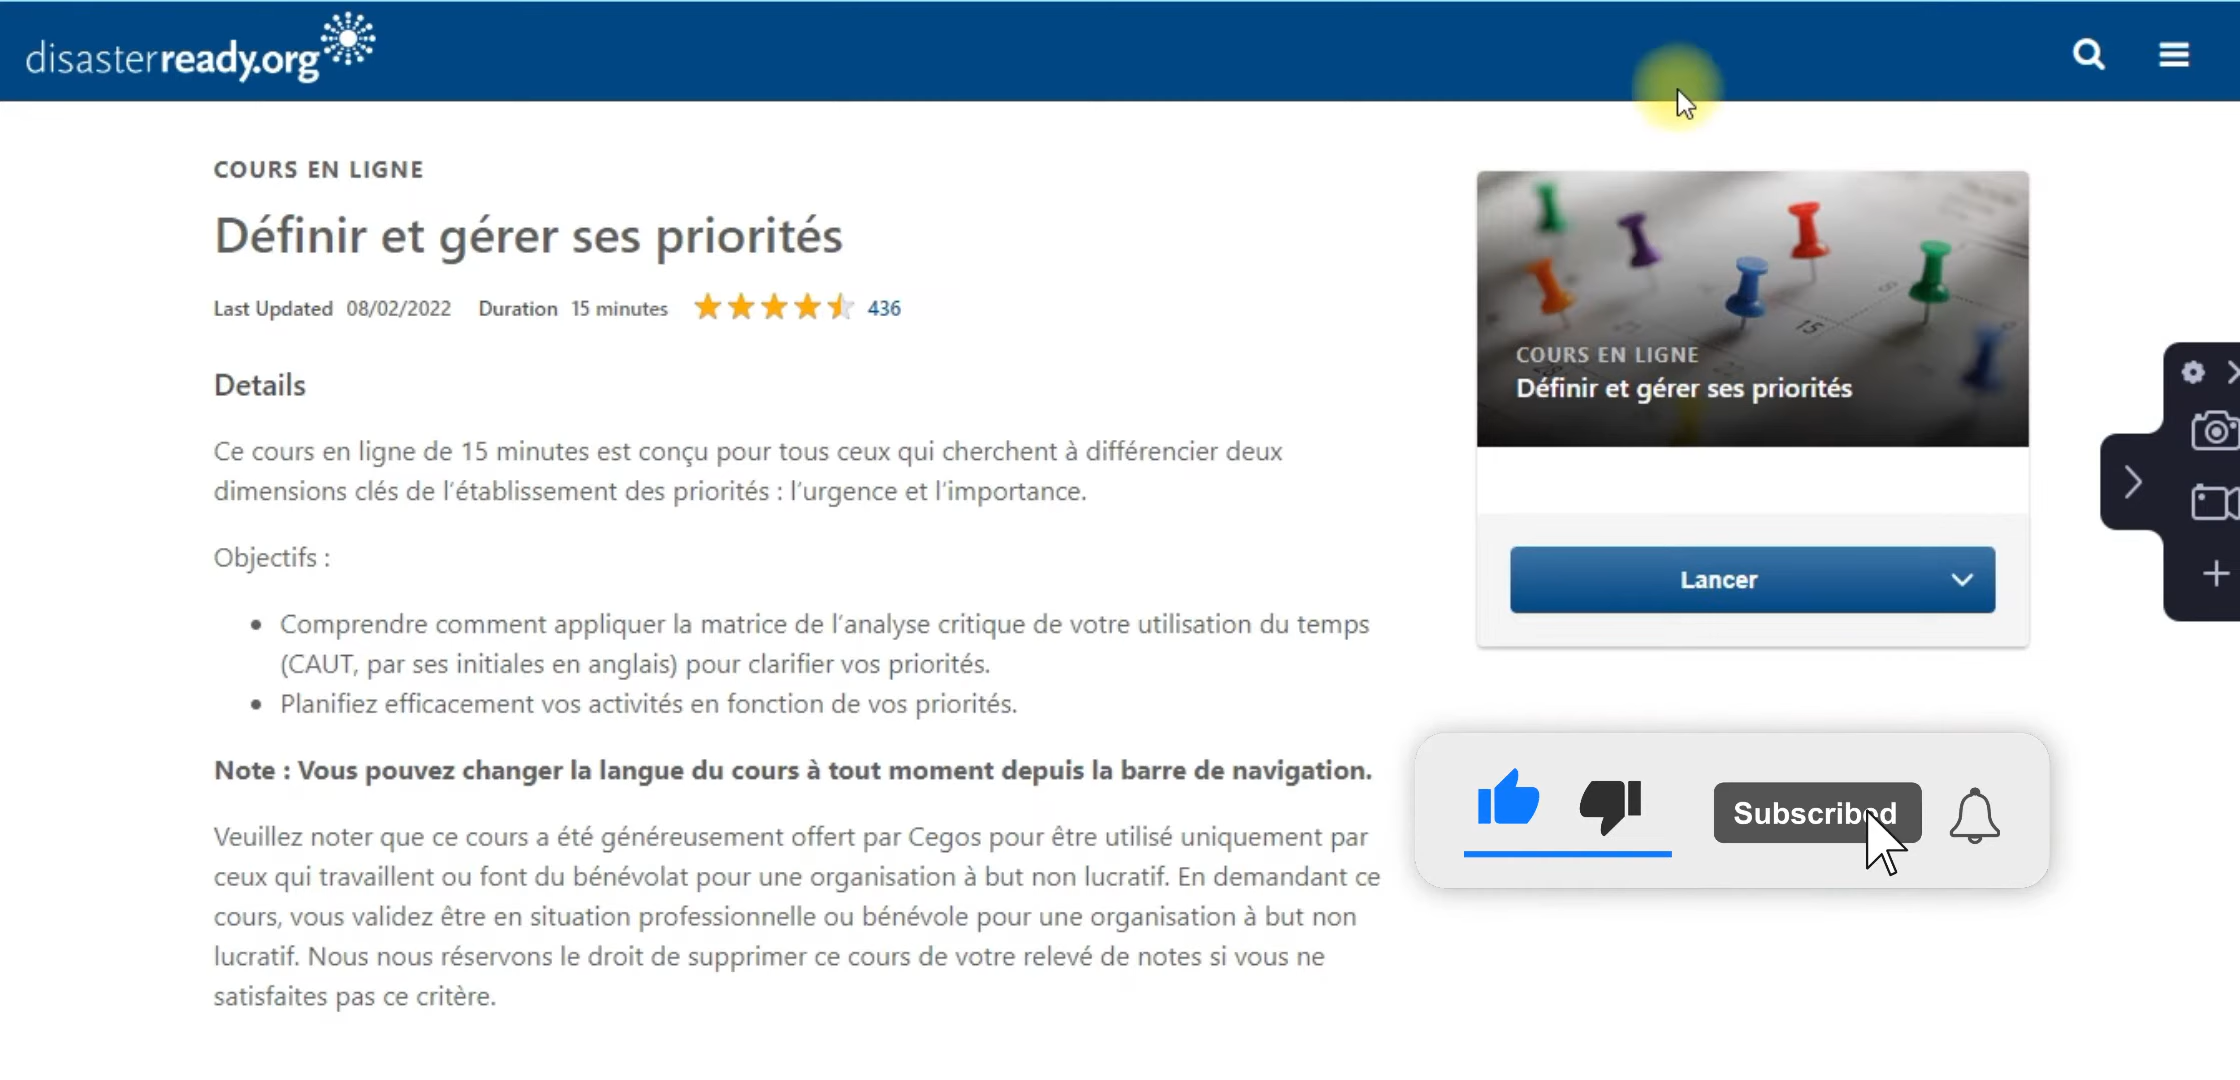 disasterready.org
COURS EN LIGNE
Définir et gérer ses priorités
Last Updated 08/02/2022 Duration 15 minutes 436
Details
Ce cours en ligne de 15 minutes est conçu pour tous ceux qui cherchent à différencier deux
dimensions clés de l'établissement des priorités : l'urgence et l'importance.
Objectifs :
Comprendre comment appliquer la matrice de l'analyse critique de votre utilisation du temps
(CAUT, par ses initiales en anglais) pour clarifier vos priorités.
Planifiez efficacement vos activités en fonction de vos priorités.
Note : Vous pouvez changer la langue du cours à tout moment depuis la barre de navigation.
Veuillez noter que ce cours a été généreusement offert par Cegos pour être utilisé uniquement par
ceux qui travaillent ou font du bénévolat pour une organisation à but non lucratif. En demandant ce
cours, vous validez être en situation professionnelle ou bénévole pour une organisation à but non
lucratif. Nous nous réservons le droit de supprimer ce cours de votre relevé de notes si vous ne
satisfaites pas ce critère.
15
COURS EN LIGNE
Définir et gérer ses priorités
Lancer
Subscribed